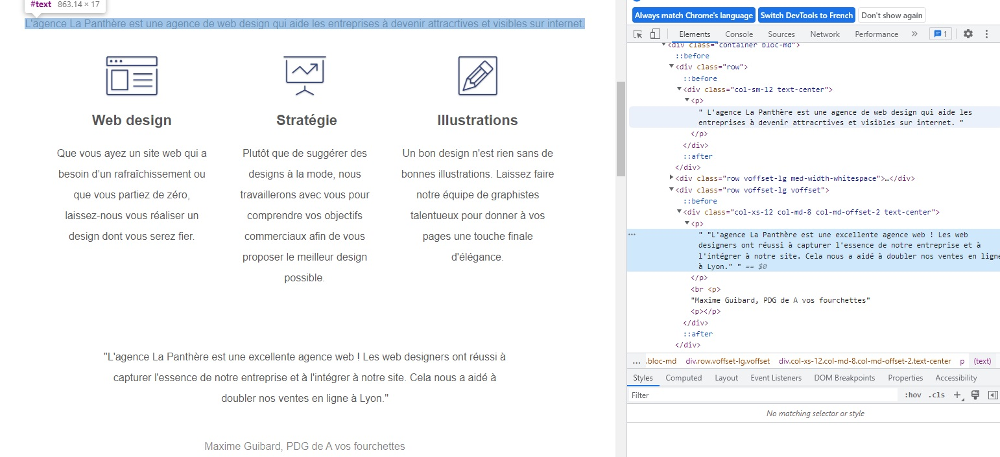 #text 863.14 × 17
L'agence La Panthère est une agence de web design qui aide les entreprises à devenir attracrtives et visibles sur internet.
Web design
Que vous ayez un site web qui a
besoin d’un rafraîchissement ou
que vous partiez de zéro,
laissez-nous vous réaliser un
design dont vous serez fier.
Stratégie
Plutôt que de suggérer des
designs à la mode, nous
travaillerons avec vous pour
comprendre vos objectifs
commerciaux afin de vous
proposer le meilleur design
possible.
Illustrations
Un bon design n'est rien sans de
bonnes illustrations. Laissez faire
notre équipe de graphistes
talentueux pour donner à vos
pages une touche finale
d'élégance.
"L'agence La Panthère est une excellente agence web ! Les web designers ont réussi à
capturer l'essence de notre entreprise et à l'intégrer à notre site. Cela nous a aidé à
doubler nos ventes en ligne à Lyon."
Maxime Guibard, PDG de A vos fourchettes
Always match Chrome's language Switch DevTools to French Don't show again
Elements Console Sources Network Performance » 1
<div class="container bloc-md">
::before
<div class="row">
::before
<div class="col-sm-12 text-center">
<p>
" L'agence La Panthère est une agence de web design qui aide les
entreprises à devenir attracrtives et visibles sur internet. "
</p>
</div>
::after
</div>
<div class="row voffset-lg med-width-whitespace">…</div>
<div class="row voffset-lg voffset">
::before
<div class="col-xs-12 col-md-8 col-md-offset-2 text-center">
<p>
" "L'agence La Panthère est une excellente agence web ! Les web
designers ont réussi à capturer l'essence de notre entreprise et à
l'intégrer à notre site. Cela nous a aidé à doubler nos ventes en ligne
à Lyon." " == $0
</p>
<br <p>
"Maxime Guibard, PDG de A vos fourchettes"
<p></p>
</div>
::after
</div>
... .bloc-md div.row.voffset-lg.voffset div.col-xs-12.col-md-8.col-md-offset-2.text-center p (text)
Styles Computed Layout Event Listeners DOM Breakpoints Properties Accessibility
Filter :hov .cls +
No matching selector or style